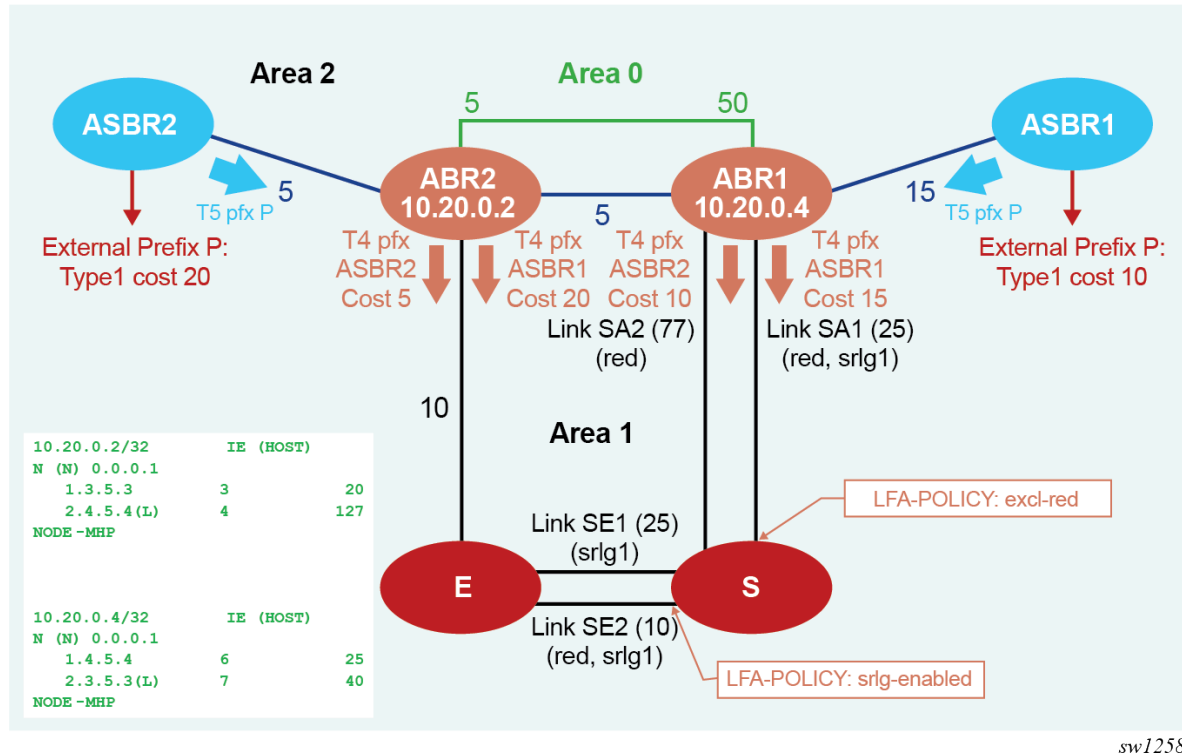 Area 2
Area 0
5
50
ASBR2
ASBR1
ABR2
10.20.0.2
ABR1
10.20.0.4
5
T5 pfx P
5
15
T5 pfx P
External Prefix P:
Type1 cost 20
T4 pfx
ASBR2
Cost 5
T4 pfx
ASBR1
Cost 20
T4 pfx
ASBR2
Cost 10
T4 pfx
ASBR1
Cost 15
External Prefix P:
Type1 cost 10
Link SA2 (77)
(red)
Link SA1 (25)
(red, srlg1)
10
Area 1
10.20.0.2/32 IE (HOST)
N (N) 0.0.0.1
1.3.5.3 3 20
2.4.5.4(L) 4 127
NODE-MHP
10.20.0.4/32 IE (HOST)
N (N) 0.0.0.1
1.4.5.4 6 25
2.3.5.3(L) 7 40
NODE-MHP
LFA-POLICY: excl-red
Link SE1 (25)
(srlg1)
E
S
Link SE2 (10)
(red, srlg1)
LFA-POLICY: srlg-enabled
sw1258